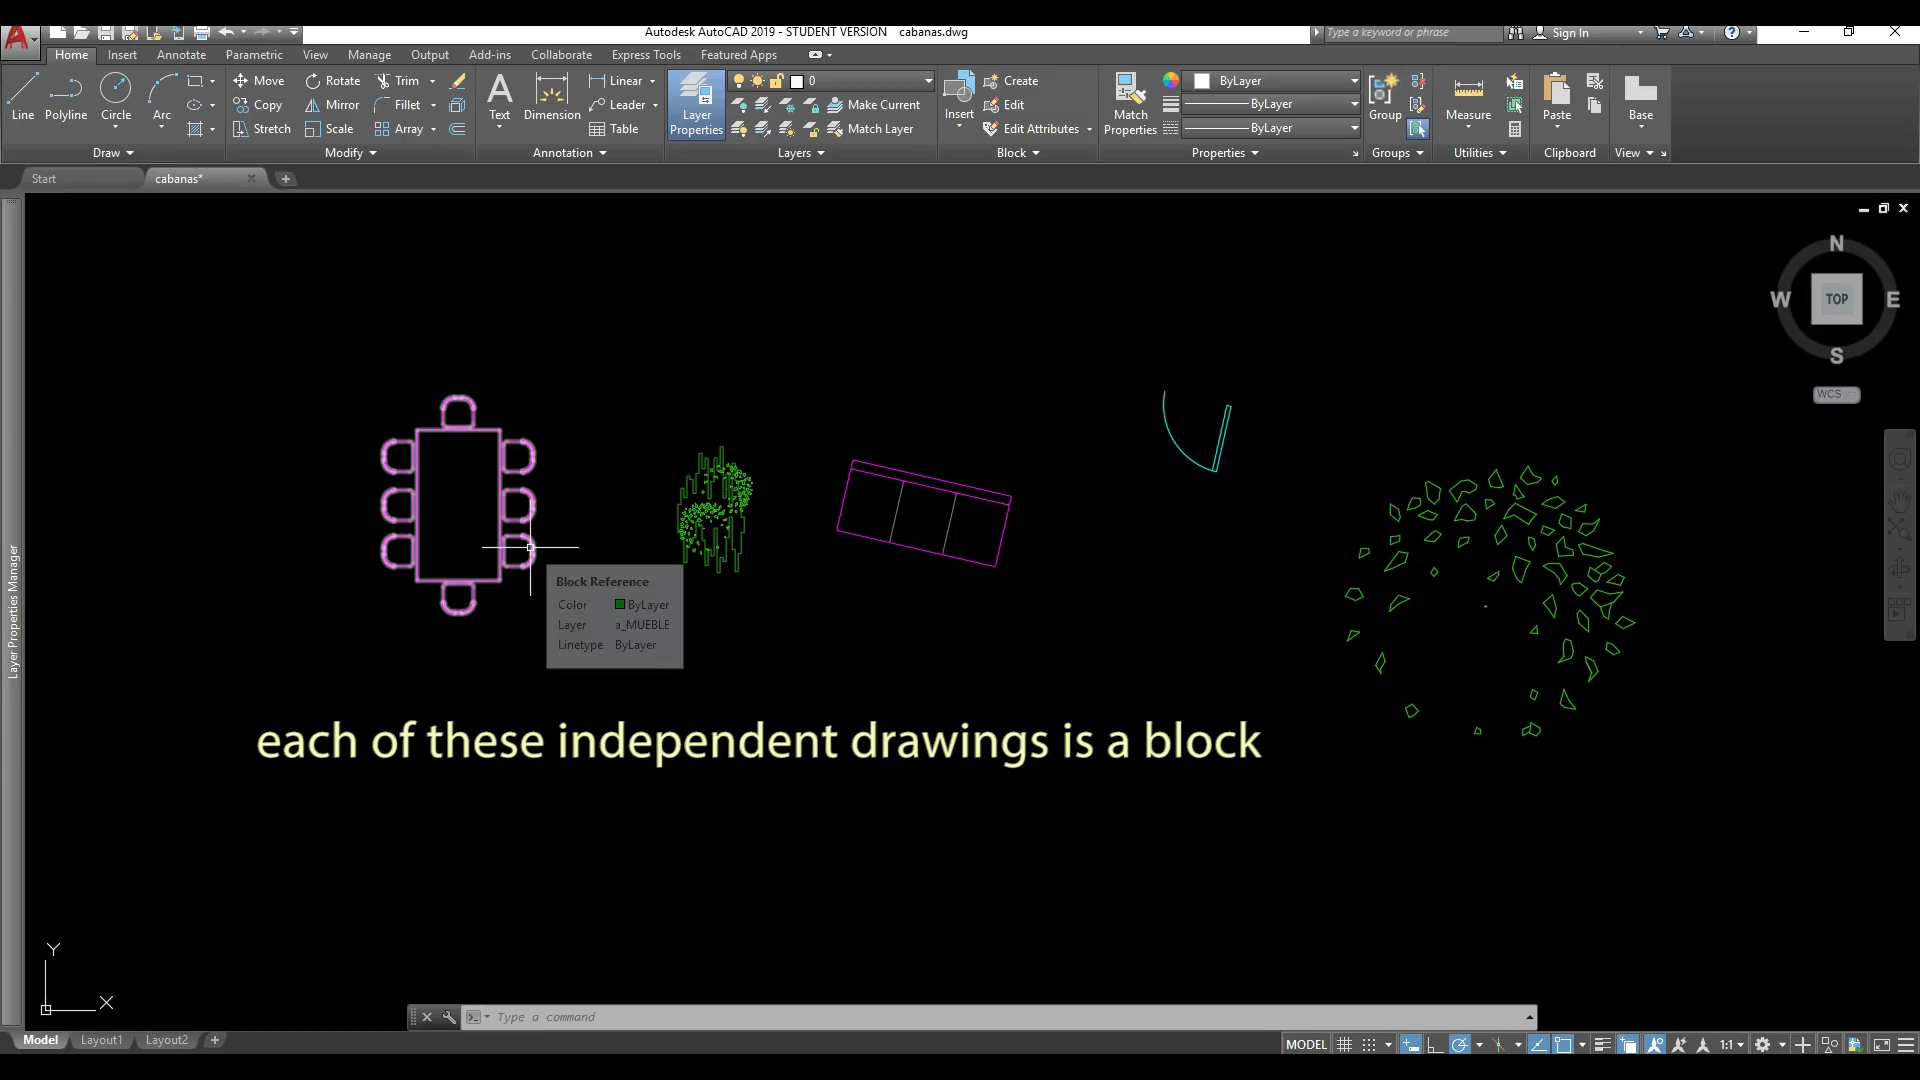 Autodesk AutoCAD 2019 - STUDENT VERSION cabanas.dwg
Type a keyword or phrase
Sign In
Home Insert Annotate Parametric View Manage Output Add-ins Collaborate Express Tools Featured Apps
Line Polyline Circle Arc
Move Rotate Trim
Copy Mirror Fillet
Stretch Scale Array
Text Dimension
Linear
Leader
Table
Layer Properties
0
Make Current
Match Layer
Insert
Create
Edit
Edit Attributes
Match Properties
ByLayer
ByLayer
ByLayer
Group
Measure
Paste
Base
Draw Modify Annotation Layers Block Properties Groups Utilities Clipboard View
Start cabanas*
N
W TOP E
S
WCS
Block Reference
Color ByLayer
Layer a_MUEBLE
Linetype ByLayer
Layer Properties Manager
each of these independent drawings is a block
Y
X
Type a command
Model Layout1 Layout2
MODEL 1:1